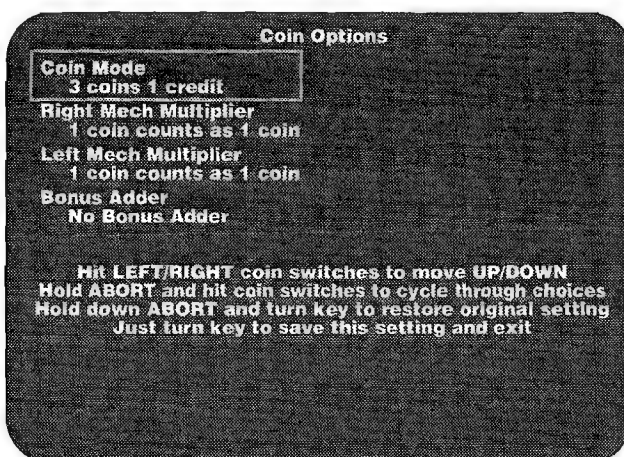 Coin Options
Coin Mode
3 coins 1 credit
Right Mech Multiplier
1 coin counts as 1 coin
Left Mech Multiplier
1 coin counts as 1 coin
Bonus Adder
No Bonus Adder
Hit LEFT/RIGHT coin switches to move UP/DOWN
Hold ABORT and hit coin switches to cycle through choices
Hold down ABORT and turn key to restore original setting
Just turn key to save this setting and exit